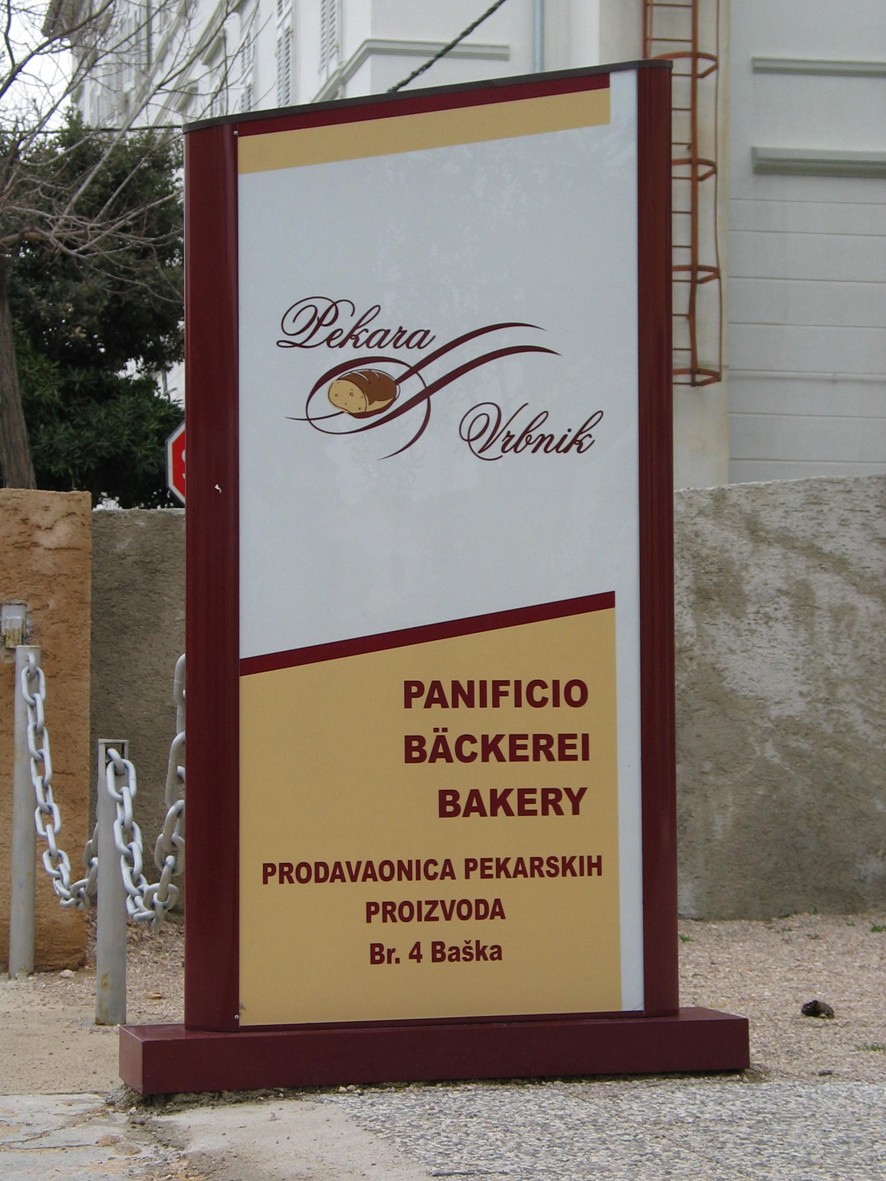 Pekara
Vrbnik
PANIFICIO
BÄCKEREI
BAKERY
PRODAVAONICA PEKARSKIH
PROIZVODA
Br. 4 Baška